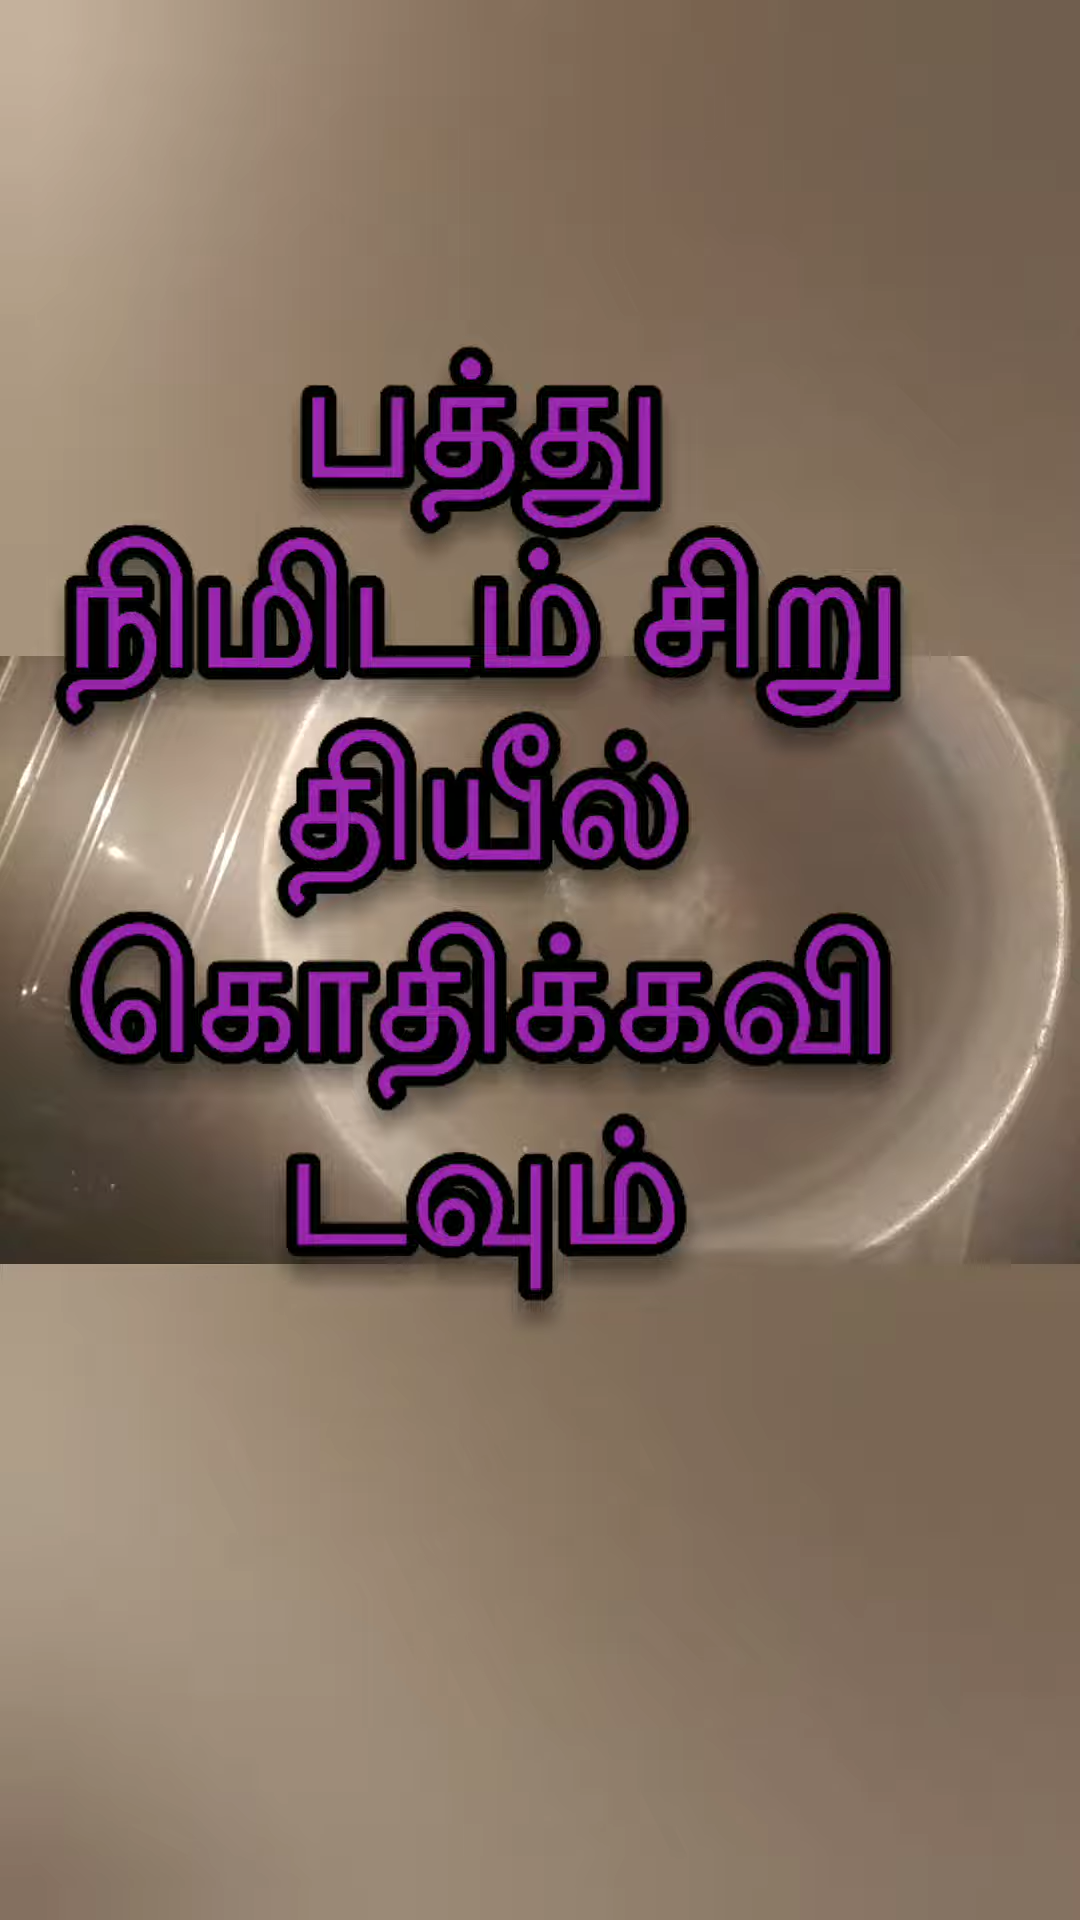 பத்து
நிமிடம் சிறு
தியீல்
கொதிக்கவி
டவும்